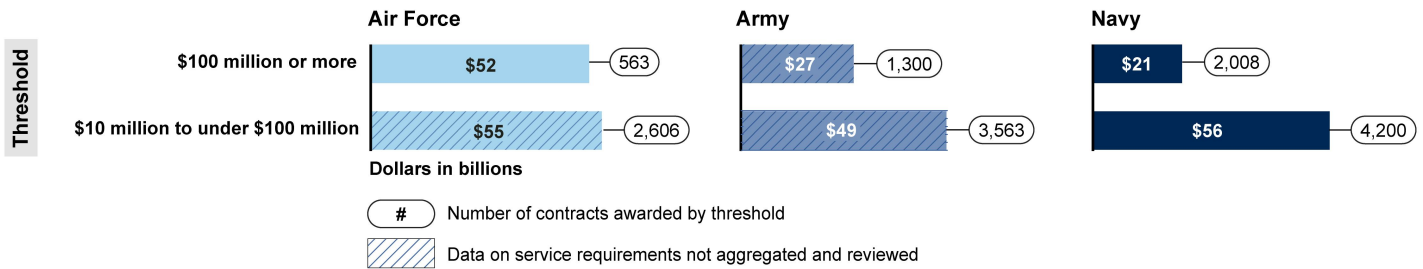 Air Force Army Navy
Threshold
$100 million or more $52 563 $27 1,300 $21 2,008
$10 million to under $100 million $55 2,606 $49 3,563 $56 4,200
Dollars in billions
# Number of contracts awarded by threshold
Data on service requirements not aggregated and reviewed